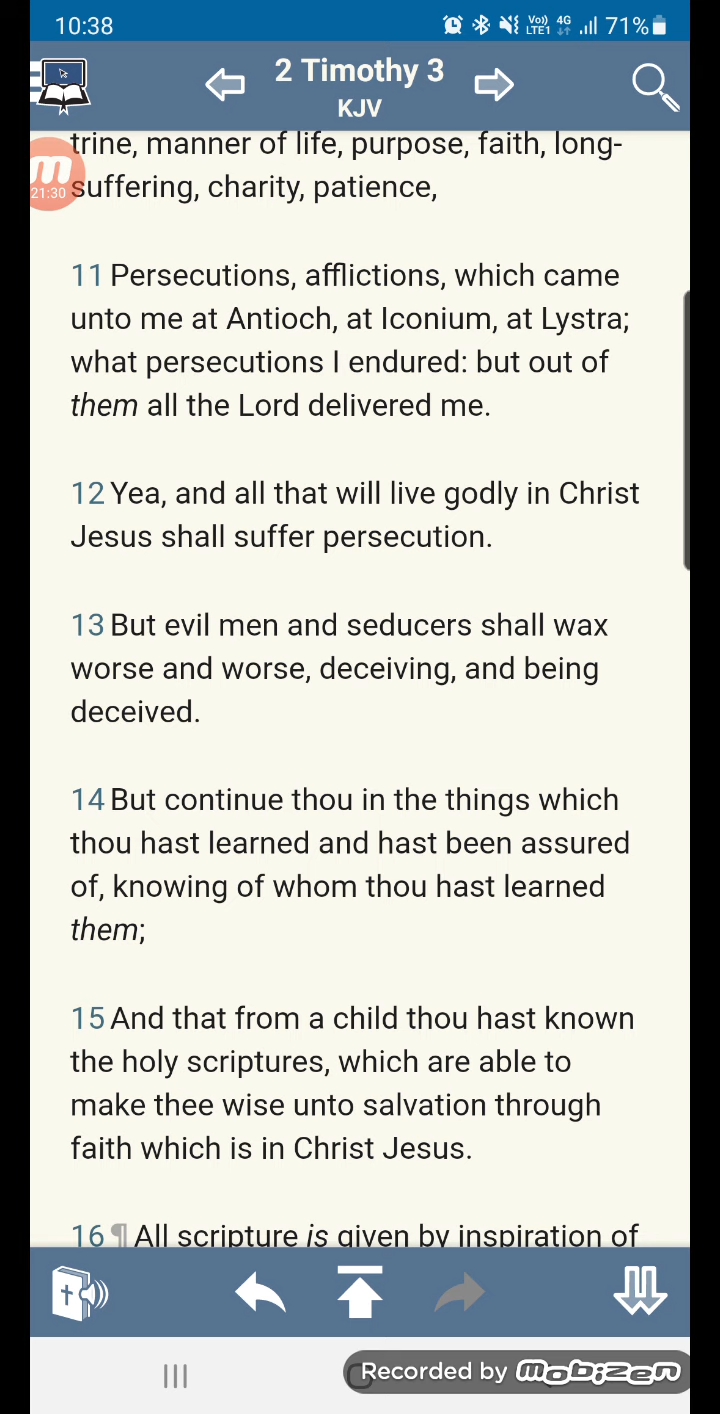 10:38 Vo)) LTE1 4G 71%
2 Timothy 3
KJV
trine, manner of life, purpose, faith, long-
m
21:30
suffering, charity, patience,
11 Persecutions, afflictions, which came
unto me at Antioch, at Iconium, at Lystra;
what persecutions I endured: but out of
them all the Lord delivered me.
12 Yea, and all that will live godly in Christ
Jesus shall suffer persecution.
13 But evil men and seducers shall wax
worse and worse, deceiving, and being
deceived.
14 But continue thou in the things which
thou hast learned and hast been assured
of, knowing of whom thou hast learned
them;
15 And that from a child thou hast known
the holy scriptures, which are able to
make thee wise unto salvation through
faith which is in Christ Jesus.
16 ¶ All scripture is given by inspiration of
Recorded by mobizen